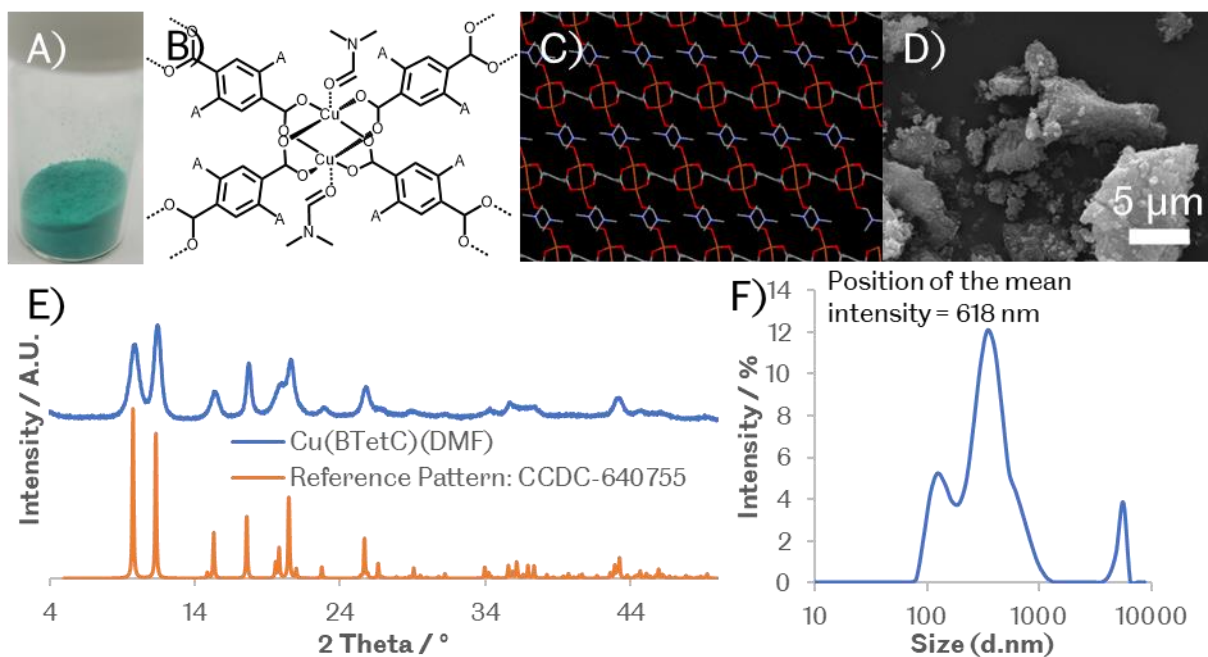 A)
B)
C)
D)
O
O
O
O
A
A
N
O
O
Cu
O
O
O
O
O
O
Cu
O
O
O
N
A
A
A
A
A
A
O
O
O
O
5 μm
E)
Intensity / A.U.
Cu(BTetC)(DMF)
Reference Pattern: CCDC-640755
4
14
24
34
44
2 Theta / °
F)
Position of the mean
intensity = 618 nm
Intensity / %
14
12
10
8
6
4
2
0
10
100
1000
10000
Size (d.nm)